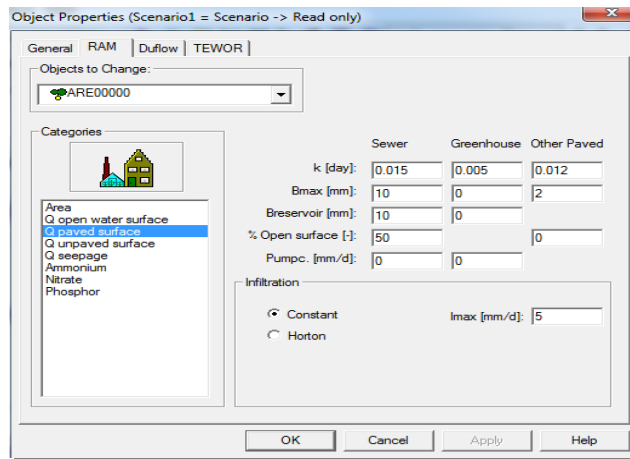 Object Properties (Scenario1 = Scenario -> Read only)
General RAM Duflow TEWOR
Objects to Change:
ARE00000
Categories
Area
Q open water surface
Q paved surface
Q unpaved surface
Q seepage
Ammonium
Nitrate
Phosphor
Sewer Greenhouse Other Paved
k [day]: 0.015 0.005 0.012
Bmax [mm]: 10 0 2
Breservoir [mm]: 10 0
% Open surface [-]: 50 0
Pumpc. [mm/d]: 0 0
Infiltration
Constant Imax [mm/d]: 5
Horton
OK Cancel Apply Help